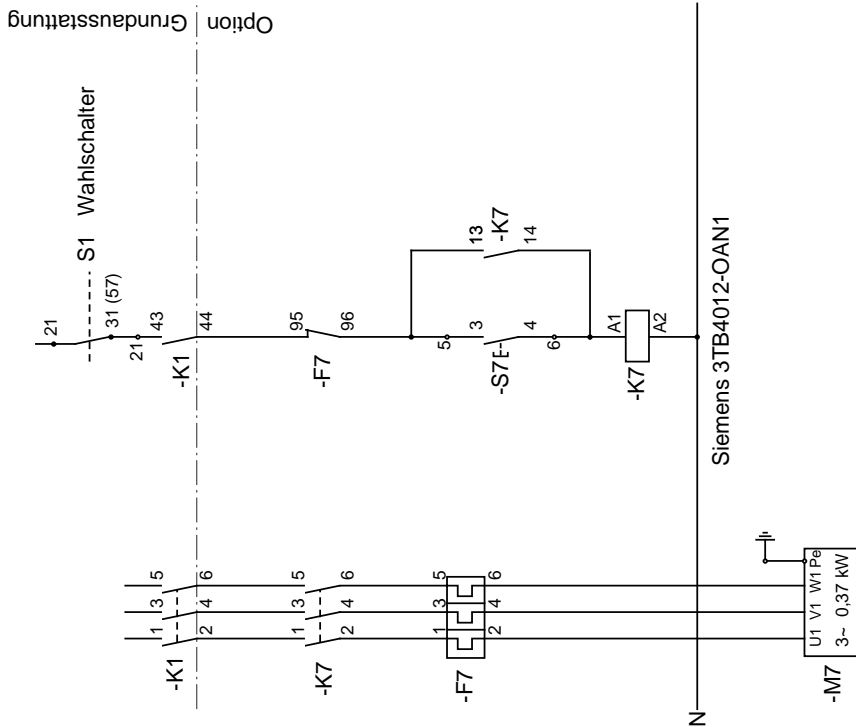 Grundausstattung
Option
S1 Wahlschalter
21
31 (57)
21
43
44
-K1
95
96
-F7
5
3
4
6
-S7
13
14
-K7
A1
A2
-K7
N
Siemens 3TB4012-OAN1
1 3 5
2 4 6
-K1
1 3 5
2 4 6
-K7
1 3 5
2 4 6
-F7
U1 V1 W1 Pe
3~ 0,37 kW
-M7